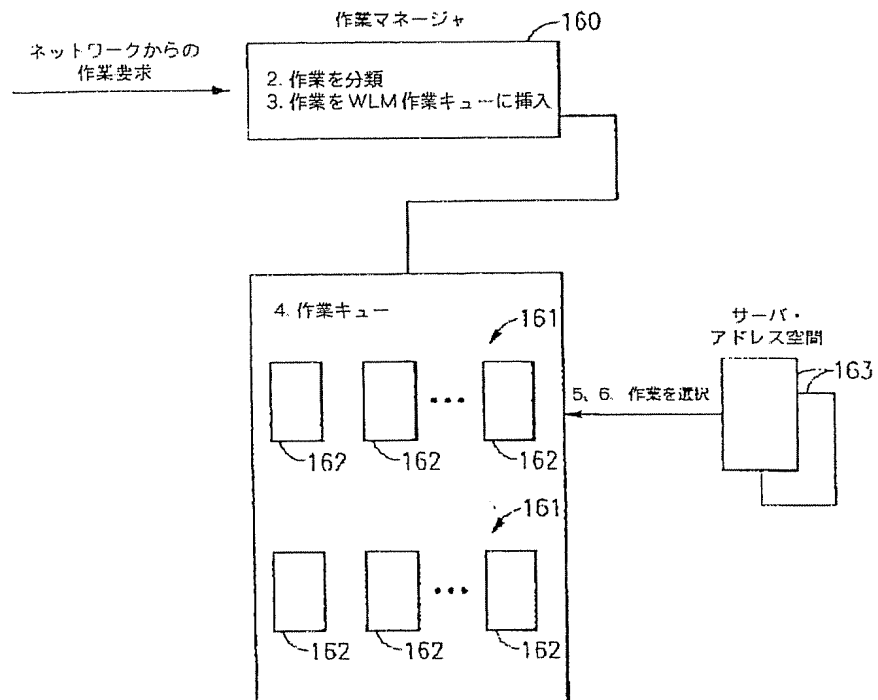 作業マネージャ
160
ネットワークからの
作業要求
2. 作業を分類
3. 作業をWLM作業キューに挿入
4. 作業キュー
161
サーバ・
アドレス空間
163
5、6. 作業を選択
162
162
162
161
162
162
162